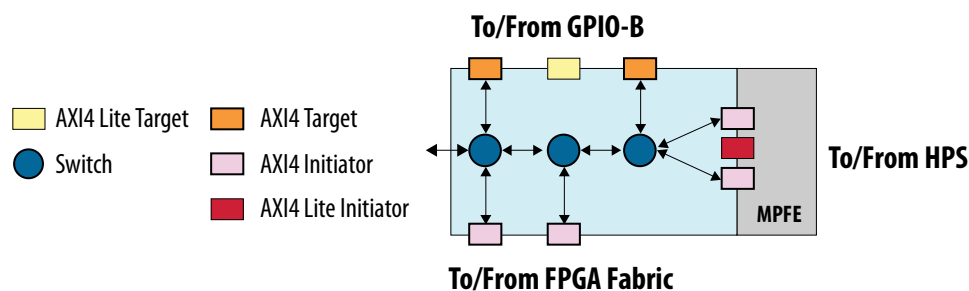 To/From GPIO-B
AXI4 Lite Target
AXI4 Target
Switch
AXI4 Initiator
To/From HPS
AXI4 Lite Initiator
MPFE
To/From FPGA Fabric